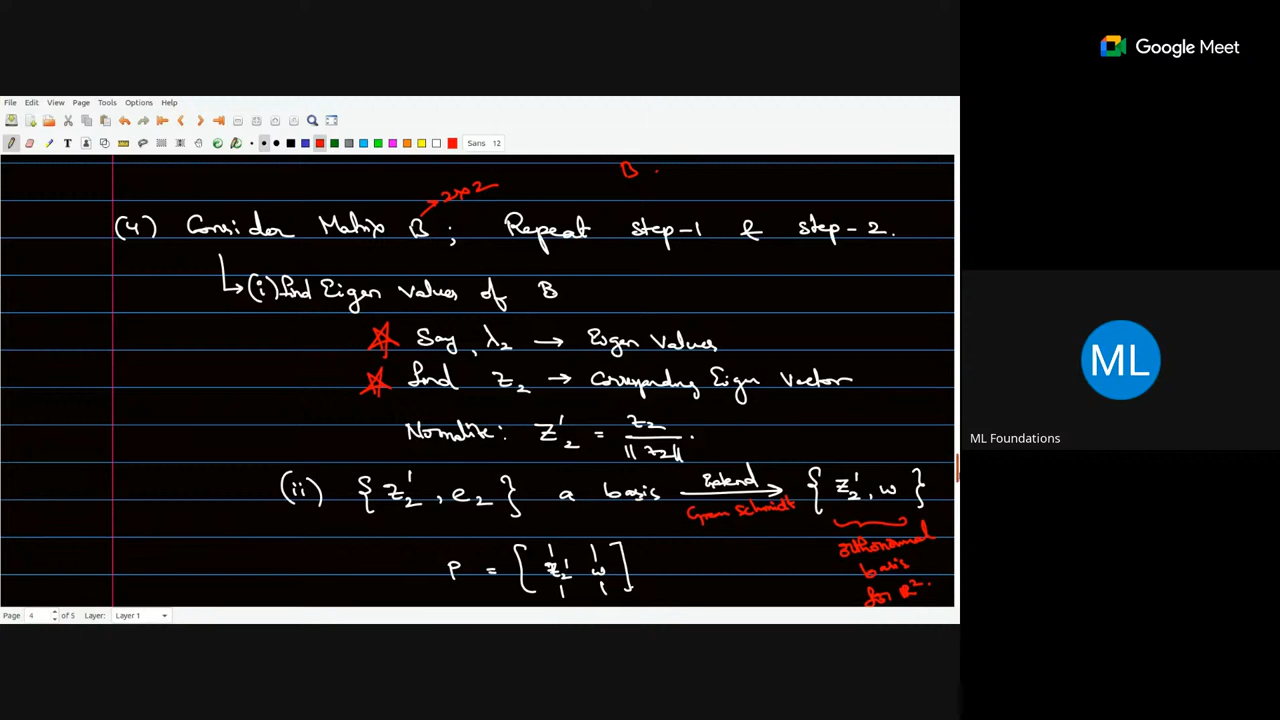 Google Meet
File Edit View Page Tools Options Help
Sans 12
B .
→ 2x2
(4) Consider Matrix B ; Repeat step-1 & step-2.
(i) find Eigen values of B
Say, λ2 → Eigen Values
find z2 → Corresponding Eigen Vector
Normalize: z2' = z2 / ||z2|| .
(ii) { z2' , e2 } a basis Extend → { z2' , w }
Gram Schmidt
orthonormal
basis
for R².
P = [ z2' w ]
ML
ML Foundations
Page 4 of 5 Layer: Layer 1